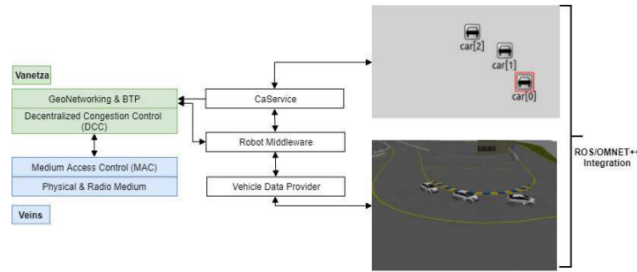 Vanetza
GeoNetworking & BTP
Decentralized Congestion Control
(DCC)
Medium Access Control (MAC)
Physical & Radio Medium
Veins
CaService
Robot Middleware
Vehicle Data Provider
car[2]
car[1]
car[0]
ROS/OMNET++
Integration